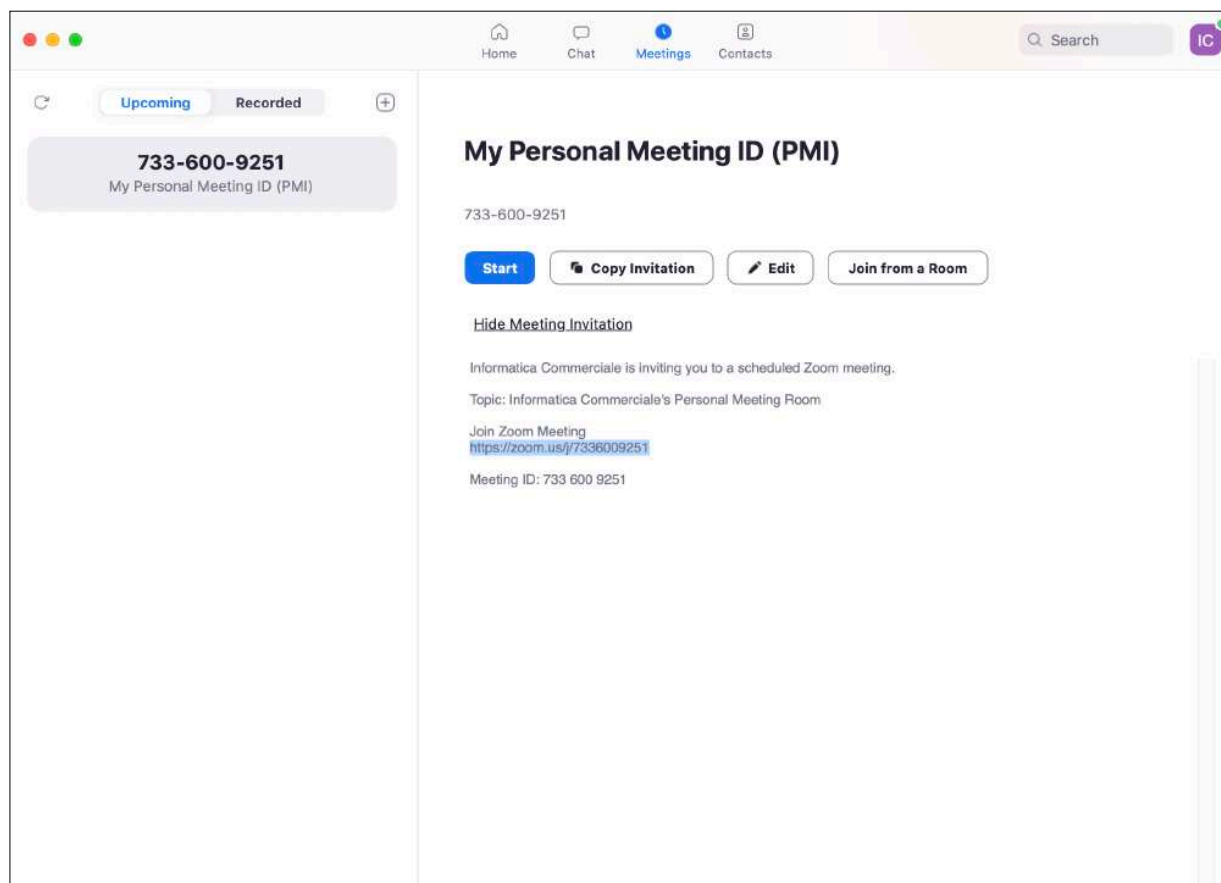 Home
Chat
Meetings
Contacts
Search
IC
Upcoming
Recorded
733-600-9251
My Personal Meeting ID (PMI)
My Personal Meeting ID (PMI)
733-600-9251
Start
Copy Invitation
Edit
Join from a Room
Hide Meeting Invitation
Informatica Commerciale is inviting you to a scheduled Zoom meeting.
Topic: Informatica Commerciale's Personal Meeting Room
Join Zoom Meeting
https://zoom.us/j/7336009251
Meeting ID: 733 600 9251